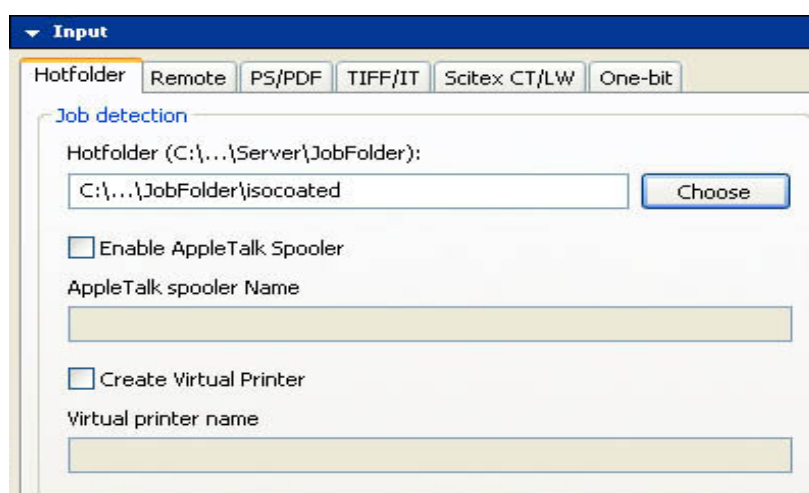 Input
Hotfolder Remote PS/PDF TIFF/IT Scitex CT/LW One-bit
Job detection
Hotfolder (C:\...\Server\JobFolder):
C:\...\JobFolder\isocoated Choose
Enable AppleTalk Spooler
AppleTalk spooler Name
Create Virtual Printer
Virtual printer name